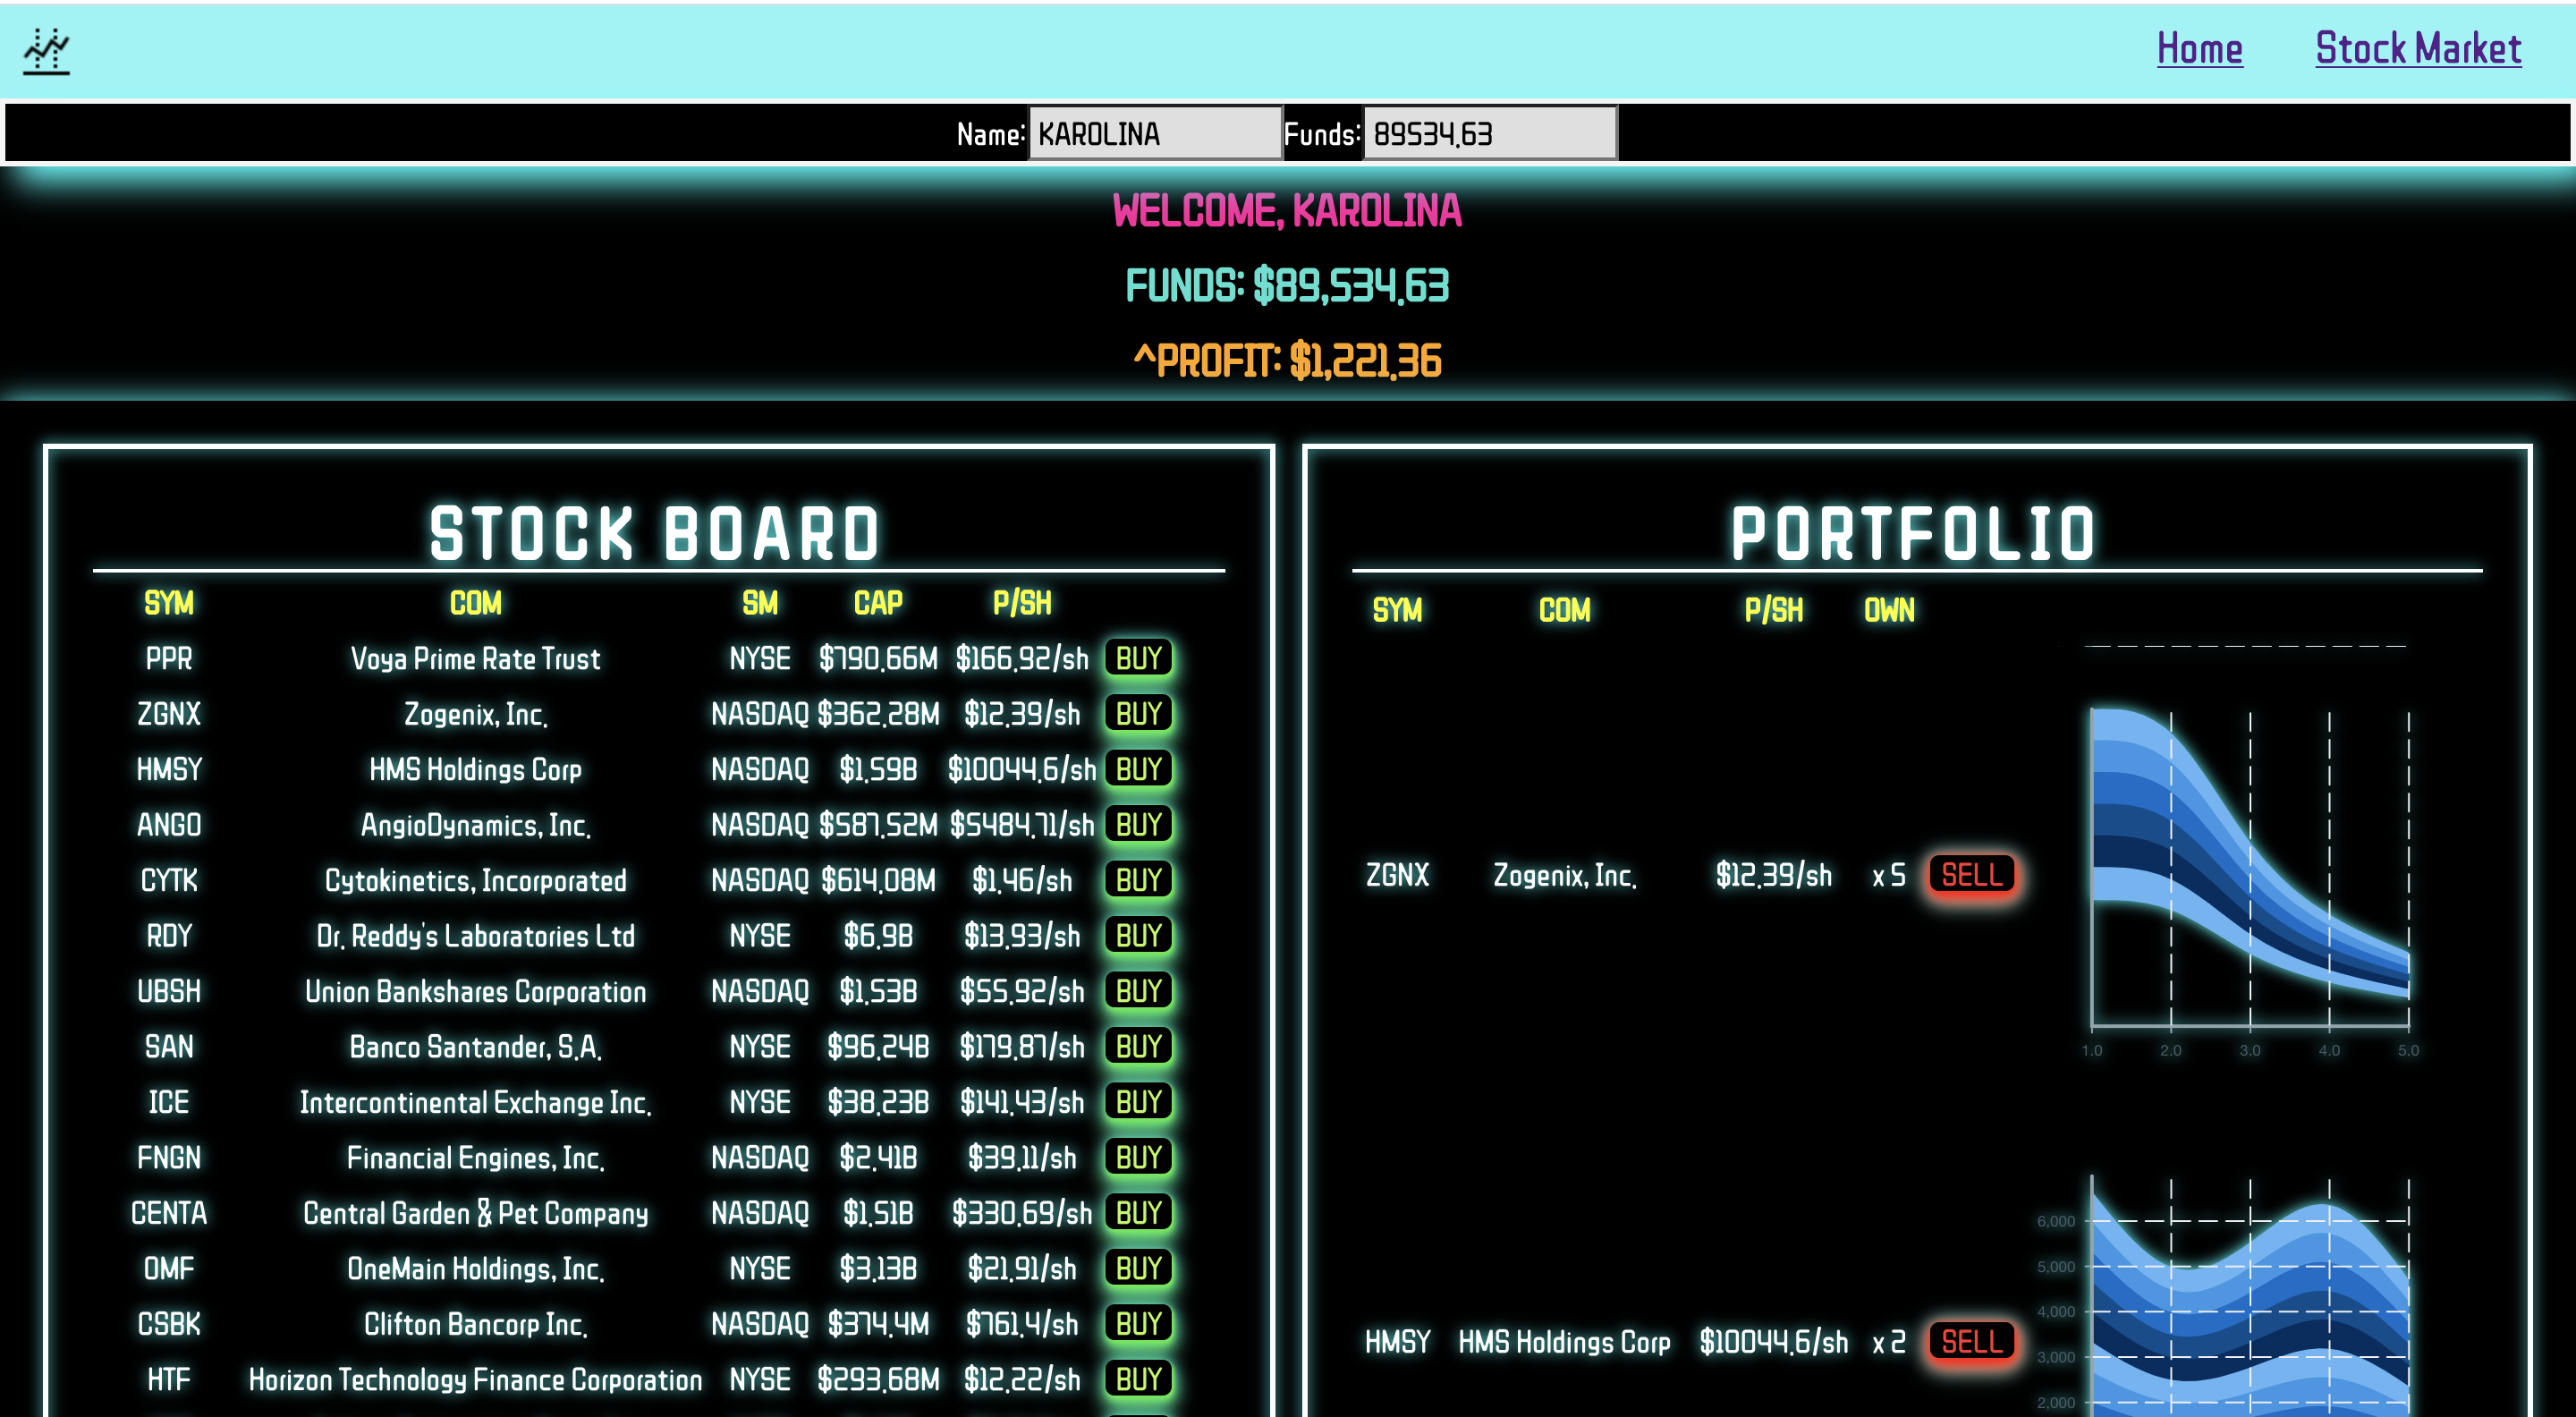 Home Stock Market
Name: KAROLINA Funds: 89534.63
WELCOME, KAROLINA
FUNDS: $89,534.63
^PROFIT: $1,221.36
STOCK BOARD
SYM COM SM CAP P/SH
PPR Voya Prime Rate Trust NYSE $790.66M $166.92/sh BUY
ZGNX Zogenix, Inc. NASDAQ $362.28M $12.39/sh BUY
HMSY HMS Holdings Corp NASDAQ $1.59B $10044.6/sh BUY
ANGO AngioDynamics, Inc. NASDAQ $587.52M $5484.71/sh BUY
CYTK Cytokinetics, Incorporated NASDAQ $614.08M $1.46/sh BUY
RDY Dr. Reddy's Laboratories Ltd NYSE $6.9B $13.93/sh BUY
UBSH Union Bankshares Corporation NASDAQ $1.53B $55.92/sh BUY
SAN Banco Santander, S.A. NYSE $96.24B $179.87/sh BUY
ICE Intercontinental Exchange Inc. NYSE $38.23B $141.43/sh BUY
FNGN Financial Engines, Inc. NASDAQ $2.41B $39.11/sh BUY
CENTA Central Garden & Pet Company NASDAQ $1.51B $330.69/sh BUY
OMF OneMain Holdings, Inc. NYSE $3.13B $21.91/sh BUY
CSBK Clifton Bancorp Inc. NASDAQ $374.4M $761.4/sh BUY
HTF Horizon Technology Finance Corporation NYSE $293.68M $12.22/sh BUY
PORTFOLIO
SYM COM P/SH OWN
ZGNX Zogenix, Inc. $12.39/sh x 5 SELL
1.0 2.0 3.0 4.0 5.0
6,000
5,000
4,000
HMSY HMS Holdings Corp $10044.6/sh x 2 SELL
3,000
2,000